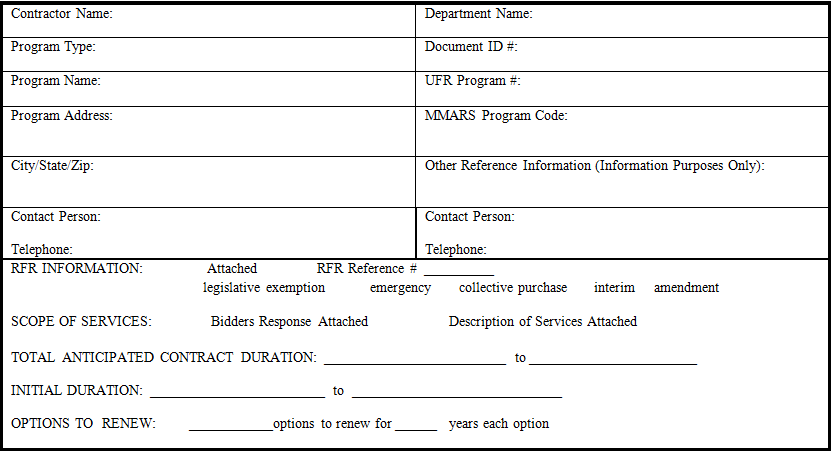 Contractor Name:
Department Name:
Program Type:
Document ID #:
Program Name:
UFR Program #:
Program Address:
MMARS Program Code:
City/State/Zip:
Other Reference Information (Information Purposes Only):
Contact Person:
Contact Person:
Telephone:
Telephone:
RFR INFORMATION: Attached RFR Reference # __________
legislative exemption emergency collective purchase interim amendment
SCOPE OF SERVICES: Bidders Response Attached Description of Services Attached
TOTAL ANTICIPATED CONTRACT DURATION: __________________________ to ________________________
INITIAL DURATION: _________________________ to ______________________________
OPTIONS TO RENEW: ____________options to renew for ______ years each option